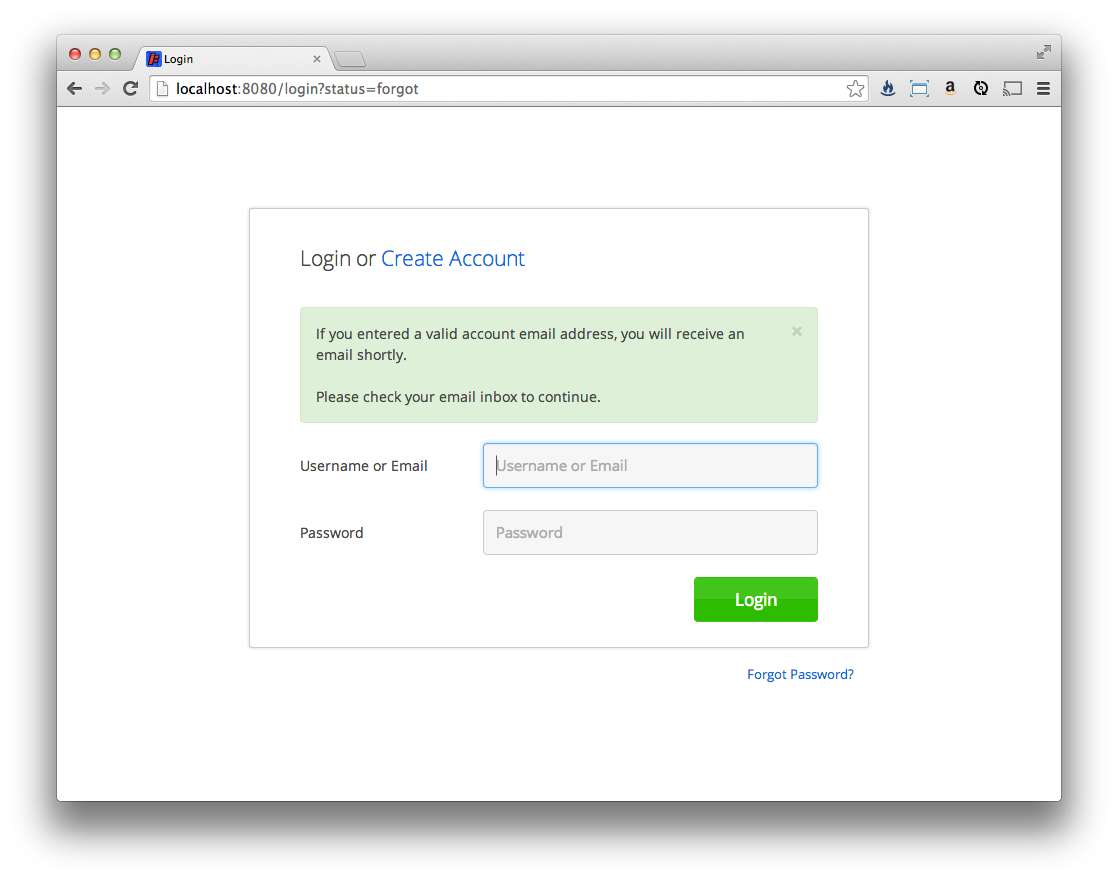 Login
localhost:8080/login?status=forgot
Login or Create Account
If you entered a valid account email address, you will receive an
email shortly.
Please check your email inbox to continue.
Username or Email
Username or Email
Password
Password
Login
Forgot Password?